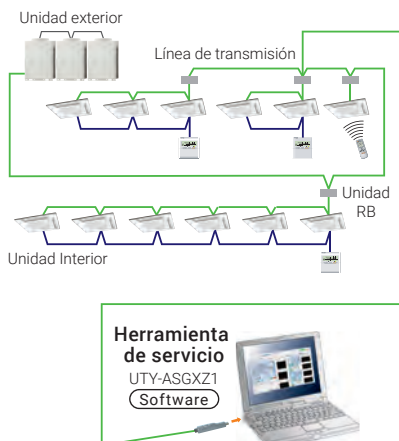 Unidad exterior
Línea de transmisión
Unidad
RB
Unidad Interior
Herramienta
de servicio
UTY-ASGXZ1
Software